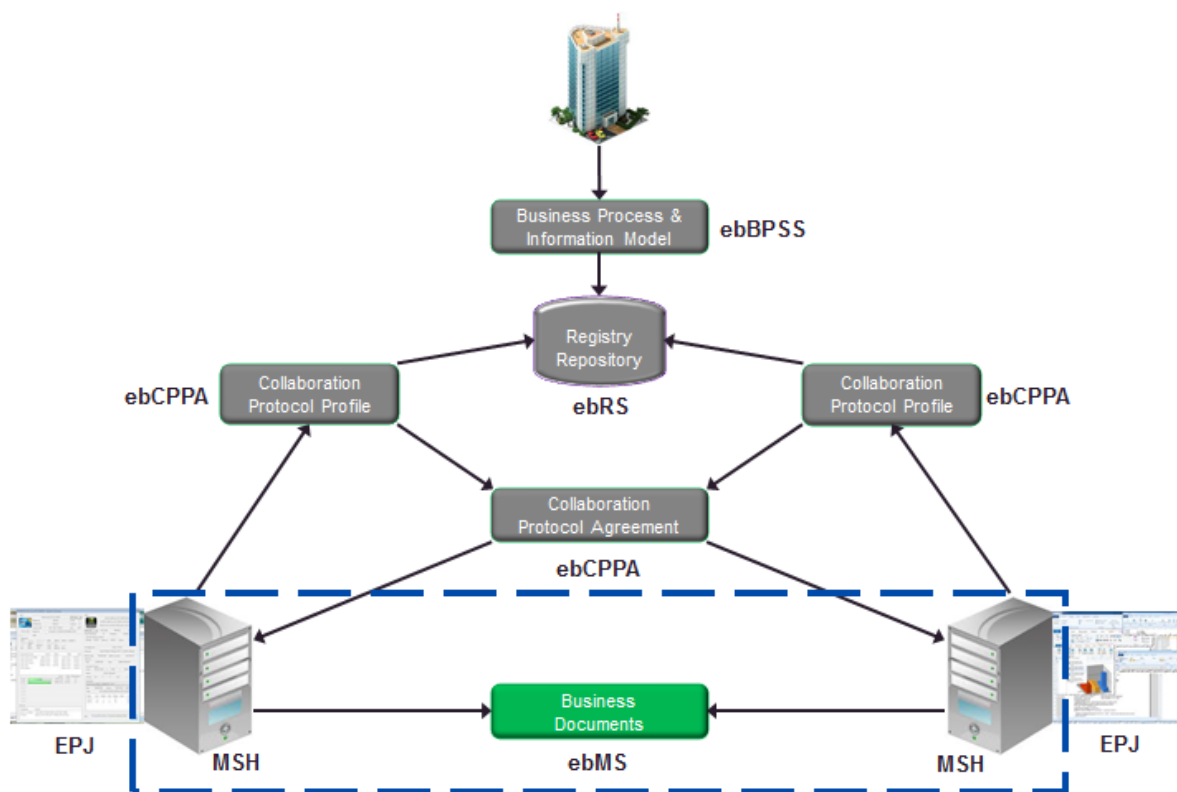 Business Process &
Information Model
ebBPSS
Registry
Repository
ebRS
ebCPPA
Collaboration
Protocol Profile
Collaboration
Protocol Profile
ebCPPA
Collaboration
Protocol Agreement
ebCPPA
Business
Documents
ebMS
EPJ
MSH
MSH
EPJ